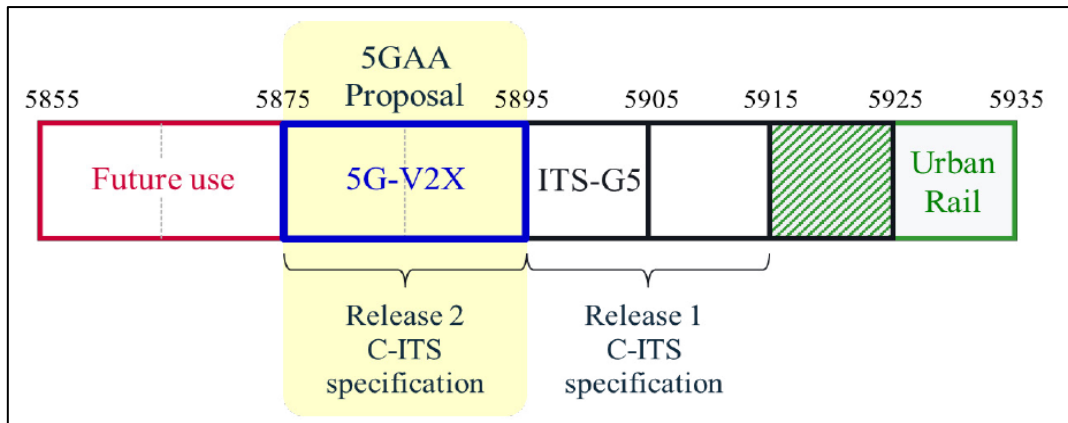 5GAA
Proposal
5855 5875 5895 5905 5915 5925 5935
Future use 5G-V2X ITS-G5 Urban
Rail
Release 2
C-ITS
specification
Release 1
C-ITS
specification